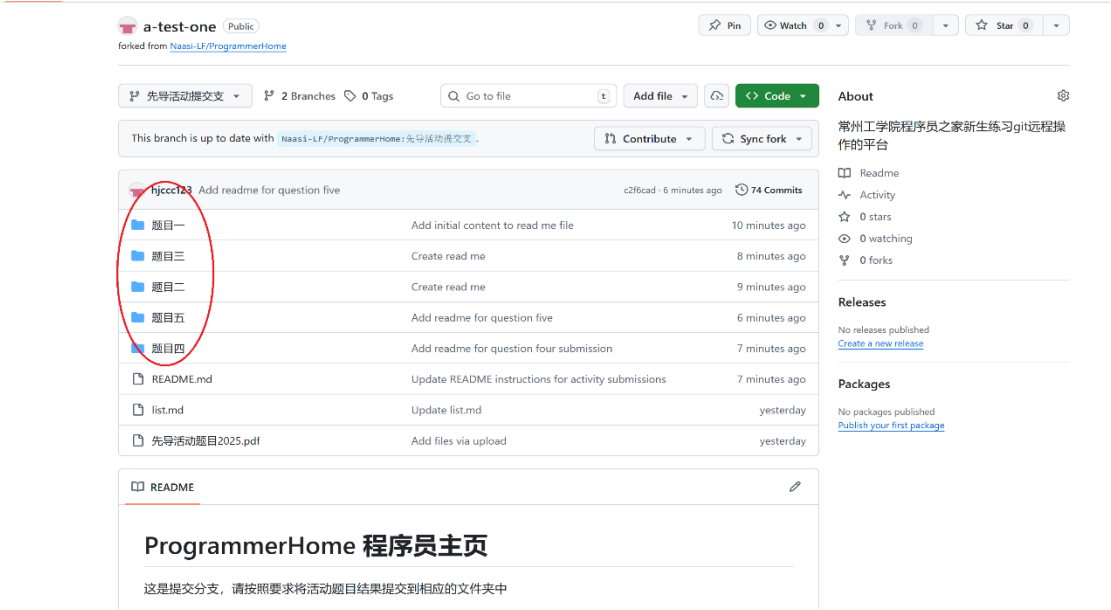 a-test-one Public
Pin
Watch 0
Fork 0
Star 0
forked from Naasi-LF/ProgrammerHome
先导活动提交支
2 Branches
0 Tags
Go to file
t
Add file
Code
About
This branch is up to date with Naasi-LF/ProgrammerHome:先导活动提交支 .
Contribute
Sync fork
常州工学院程序员之家新生练习git远程操
作的平台
Readme
Activity
0 stars
0 watching
0 forks
hjccc123 Add readme for question five
c2f6cad · 6 minutes ago
74 Commits
题目一 Add initial content to read me file 10 minutes ago
题目三 Create read me 8 minutes ago
题目二 Create read me 9 minutes ago
题目五 Add readme for question five 6 minutes ago
题目四 Add readme for question four submission 7 minutes ago
README.md Update README instructions for activity submissions 7 minutes ago
list.md Update list.md yesterday
先导活动题目2025.pdf Add files via upload yesterday
Releases
No releases published
Create a new release
Packages
No packages published
Publish your first package
README
ProgrammerHome 程序员主页
这是提交分支，请按照要求将活动题目结果提交到相应的文件夹中